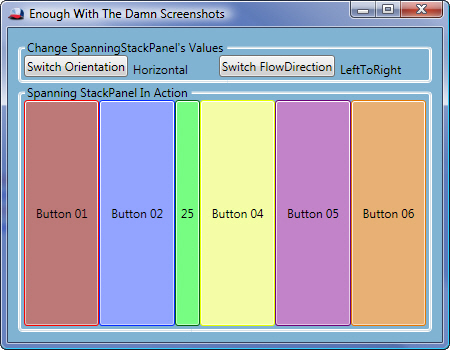 Enough With The Damn Screenshots
Change SpanningStackPanel's Values
Switch Orientation Horizontal Switch FlowDirection LeftToRight
Spanning StackPanel In Action
Button 01 Button 02 25 Button 04 Button 05 Button 06